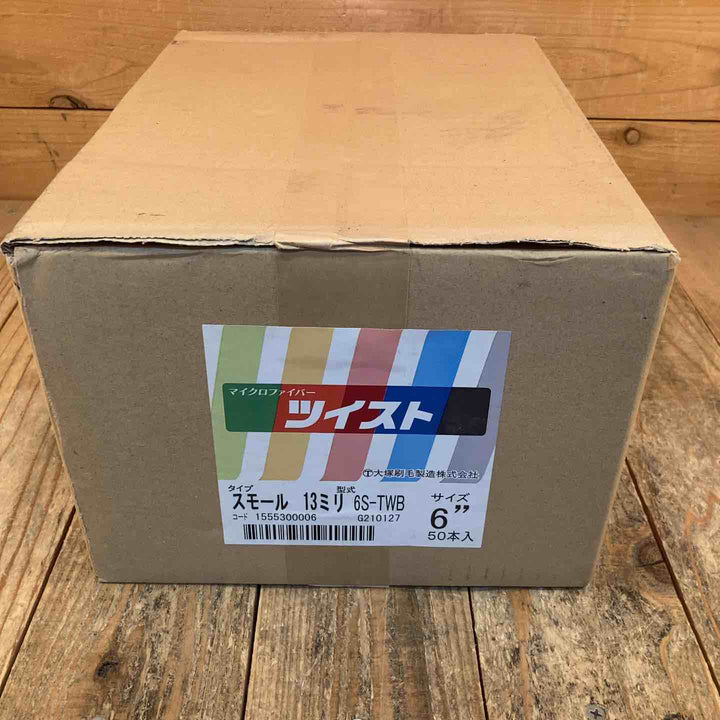 マイクロファイバー
ツイスト
大塚刷毛製造株式会社
タイプ 型式 サイズ
スモール 13ミリ 6S-TWB 6”
コード 1555300006 G210127 50本入